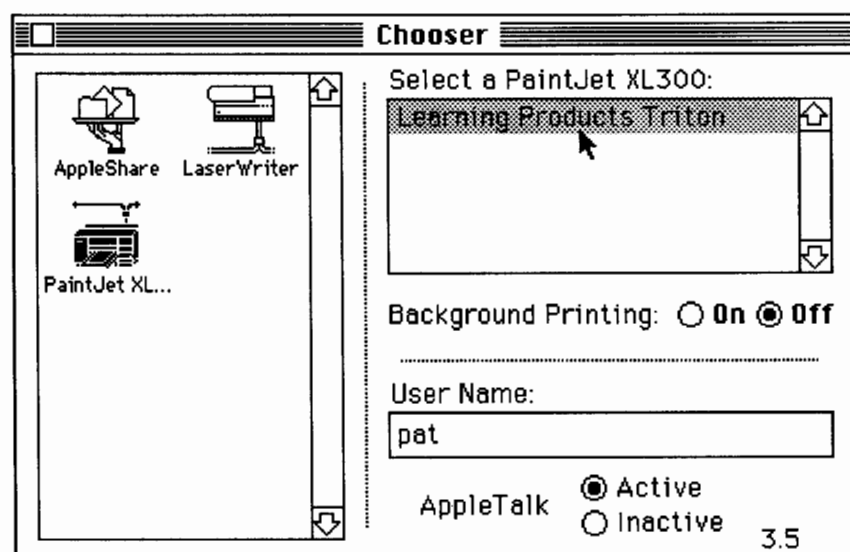 Chooser
AppleShare
LaserWriter
PaintJet XL...
Select a PaintJet XL300:
Learning Products Triton
Background Printing: On Off
User Name:
pat
AppleTalk
Active
Inactive
3.5